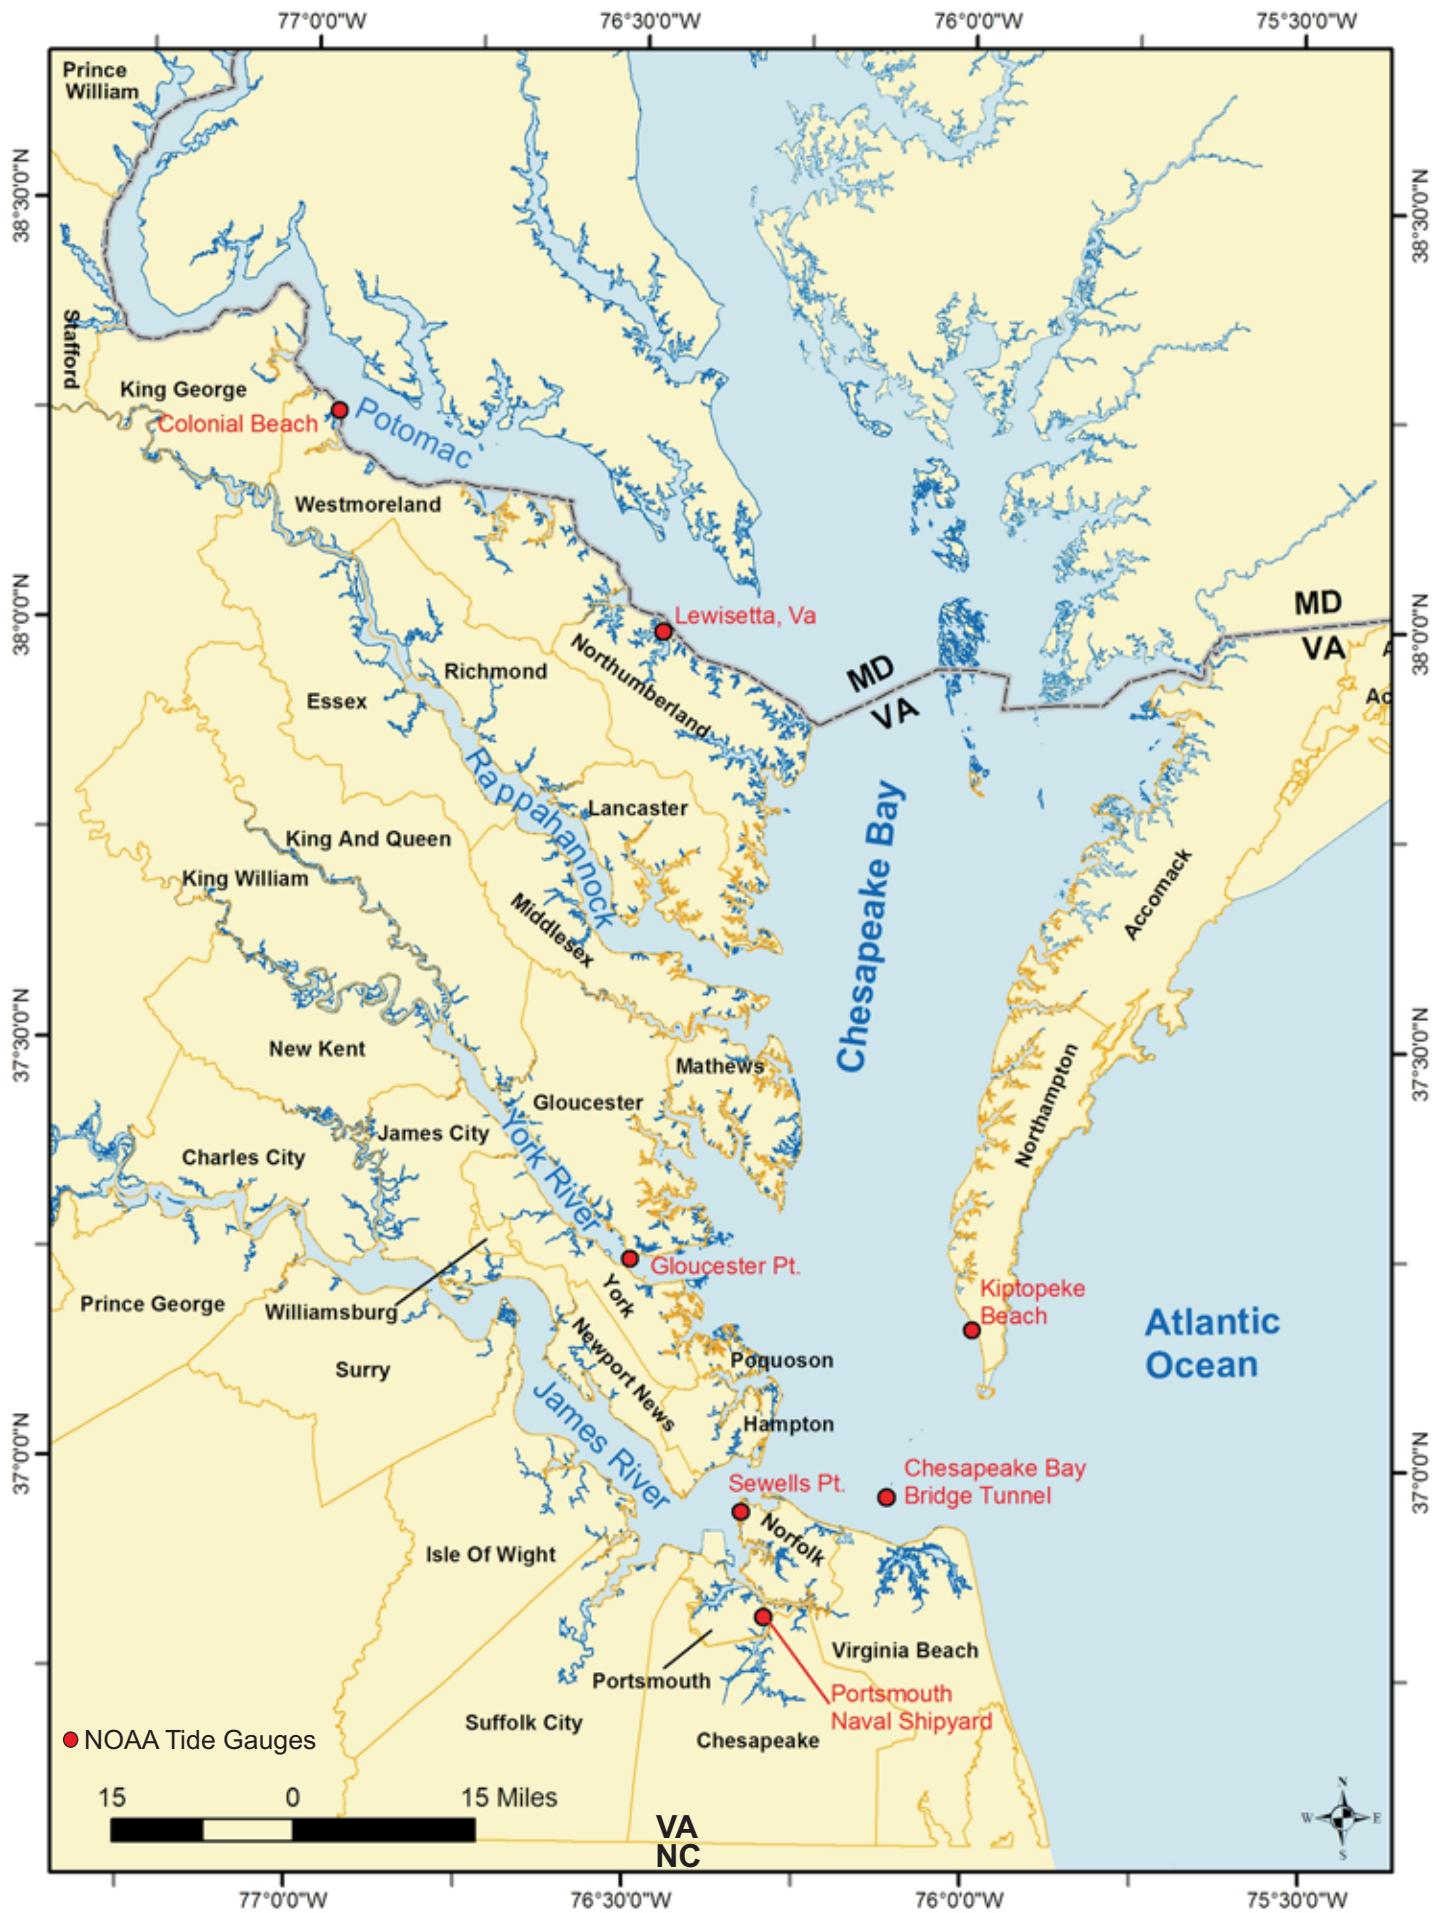 77°0'0"W
76°30'0"W
76°0'0"W
75°30'0"W
Prince
William
38°30'0"N
38°30'0"N
Stafford
King George
Colonial Beach
Potomac
Westmoreland
38°0'0"N
38°0'0"N
MD
VA
Lewisetta, Va
Northumberland
MD
VA
Richmond
Essex
Ac
Rappahannock
Lancaster
Chesapeake Bay
King And Queen
King William
Accomack
Middlesex
37°30'0"N
37°30'0"N
New Kent
Mathews
Northampton
Gloucester
James City
York River
Charles City
Gloucester Pt.
Kiptopeke
Beach
York
Prince George
Williamsburg
Atlantic
Ocean
Newport News
Poquoson
Surry
James River
Hampton
37°0'0"N
37°0'0"N
Sewells Pt.
Chesapeake Bay
Bridge Tunnel
Norfolk
Isle Of Wight
Virginia Beach
Portsmouth
Portsmouth
Naval Shipyard
Suffolk City
Chesapeake
NOAA Tide Gauges
15 0 15 Miles
VA
NC
N
W E
S
77°0'0"W
76°30'0"W
76°0'0"W
75°30'0"W